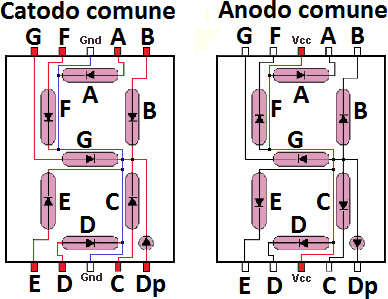 Catodo comune Anodo comune
G F Gnd A B G F Vcc A B
A A
F B F B
G G
E C E C
D D
E D Gnd C Dp E D Vcc C Dp